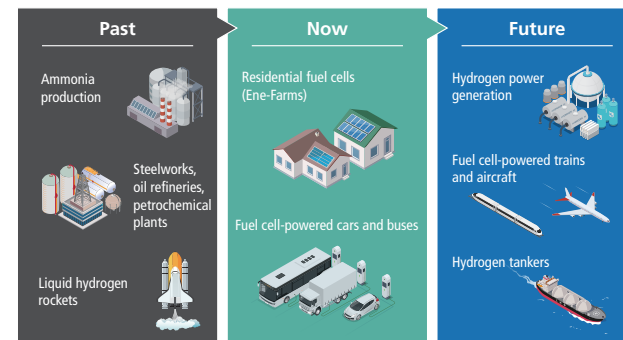 Past
Ammonia
production
Steelworks,
oil refineries,
petrochemical
plants
Liquid hydrogen
rockets
Now
Residential fuel cells
(Ene-Farms)
Fuel cell-powered cars and buses
Future
Hydrogen power
generation
Fuel cell-powered trains
and aircraft
Hydrogen tankers